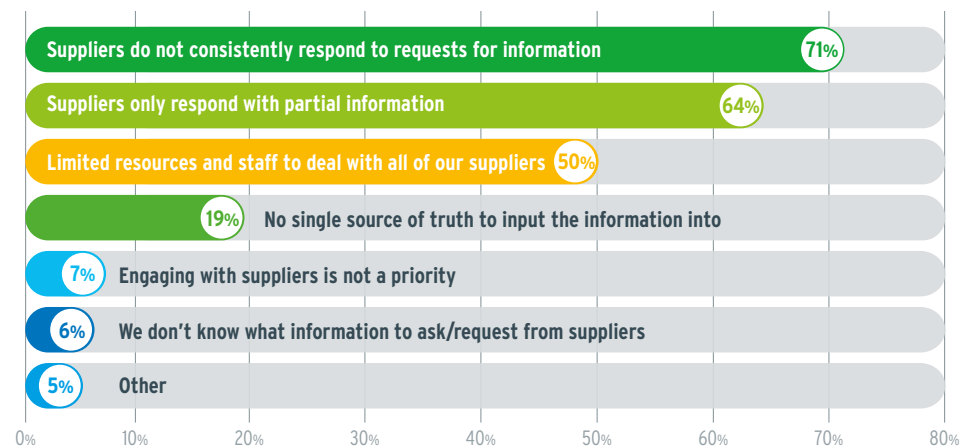 Suppliers do not consistently respond to requests for information 71%
Suppliers only respond with partial information 64%
Limited resources and staff to deal with all of our suppliers 50%
19% No single source of truth to input the information into
7% Engaging with suppliers is not a priority
6% We don’t know what information to ask/request from suppliers
5% Other
0% 10% 20% 30% 40% 50% 60% 70% 80%